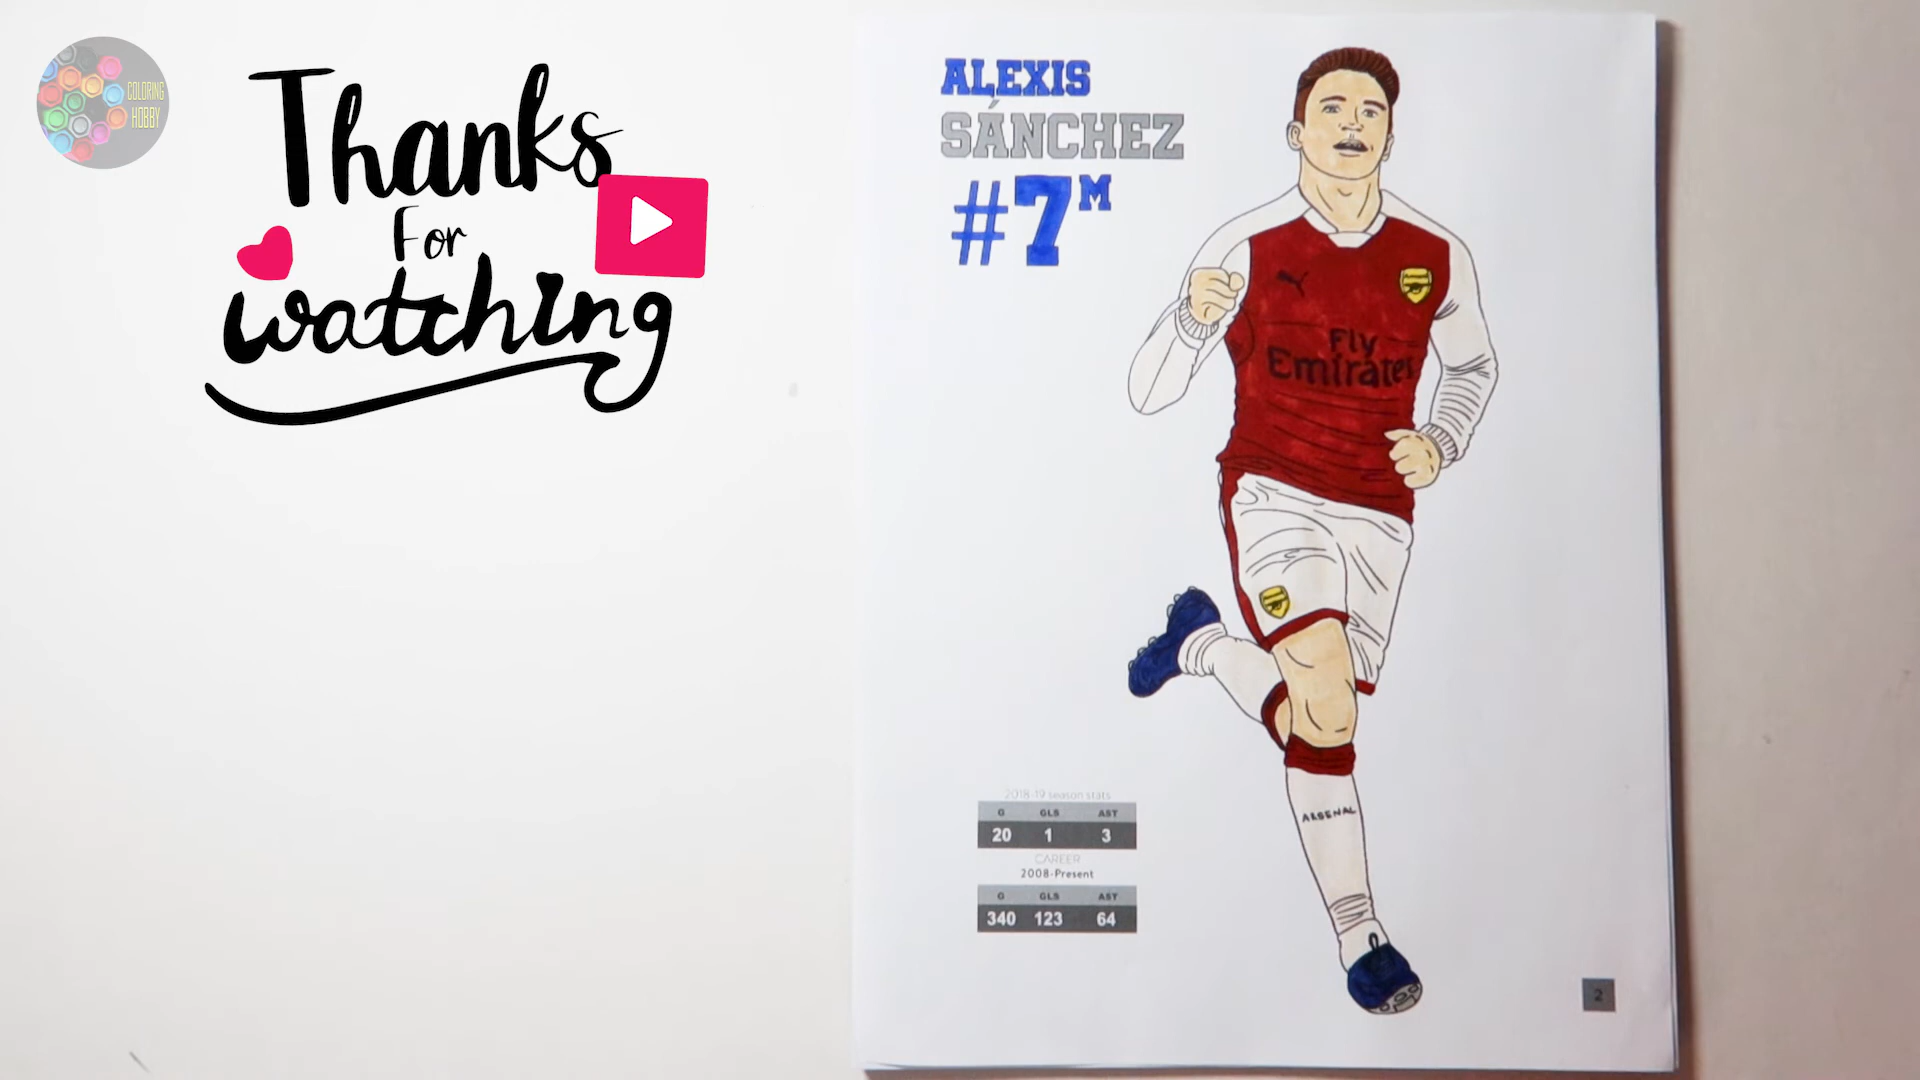 COLORING
HOBBY
Thanks
For
watching
ALEXIS
SÁNCHEZ
#7 M
Fly
Emirates
ARSENAL
2018-19 season stats
G GLS AST
20 1 3
CAREER
2008-Present
G GLS AST
340 123 64
2